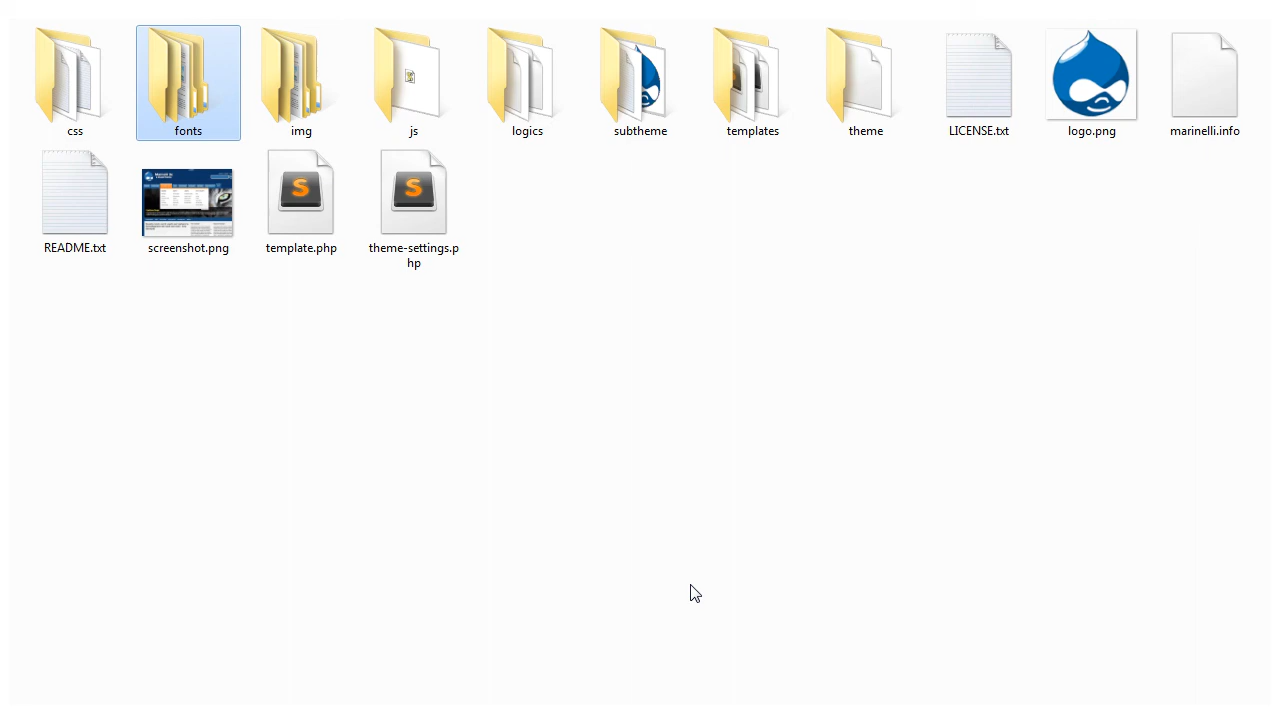 css
fonts
img
js
logics
subtheme
templates
theme
LICENSE.txt
logo.png
marinelli.info
README.txt
screenshot.png
template.php
theme-settings.p
hp